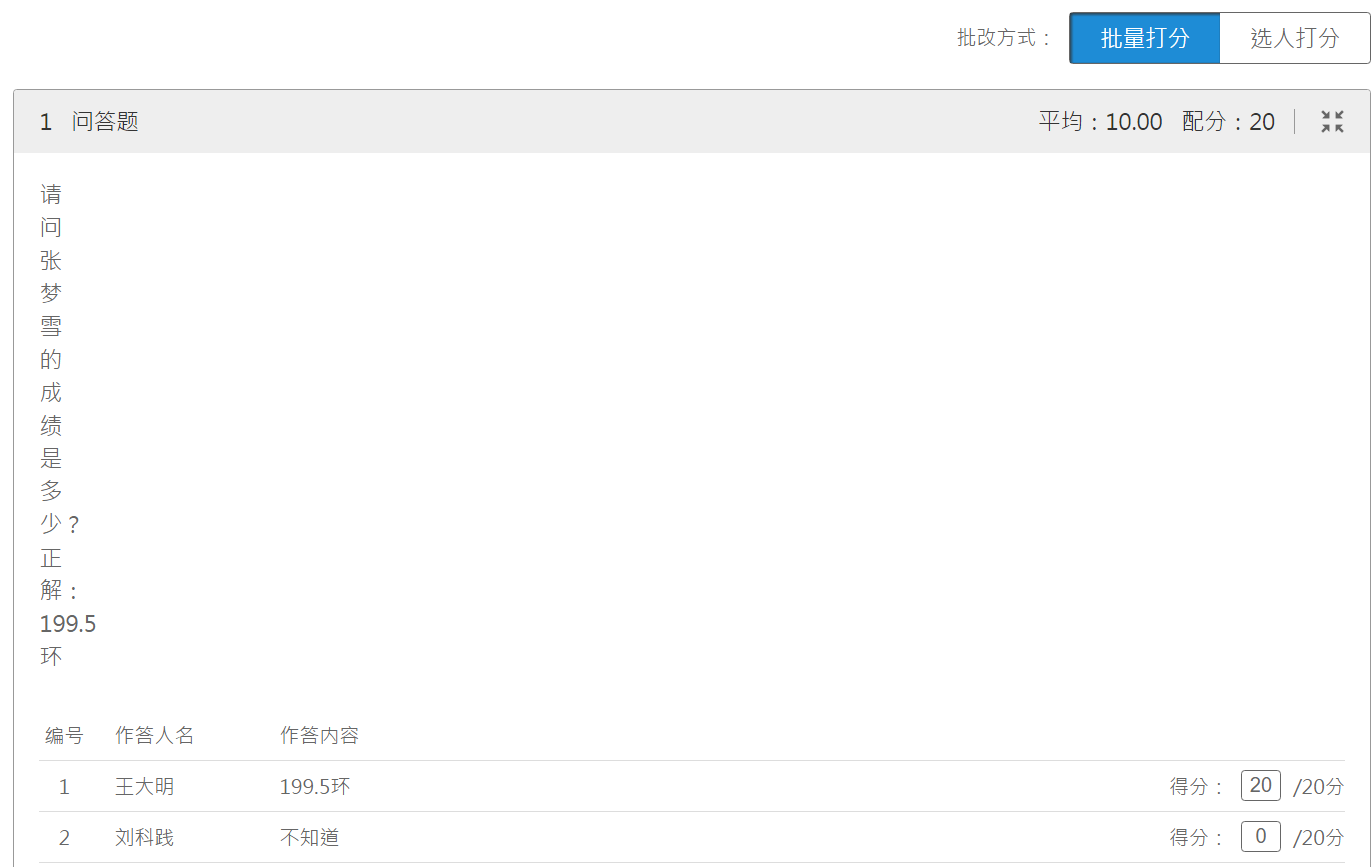 批改方式： 批量打分 选人打分
1 问答题 平均：10.00 配分：20
请
问
张
梦
雪
的
成
绩
是
多
少？
正
解：
199.5
环
编号 作答人名 作答内容
1 王大明 199.5环 得分： 20 /20分
2 刘科践 不知道 得分： 0 /20分